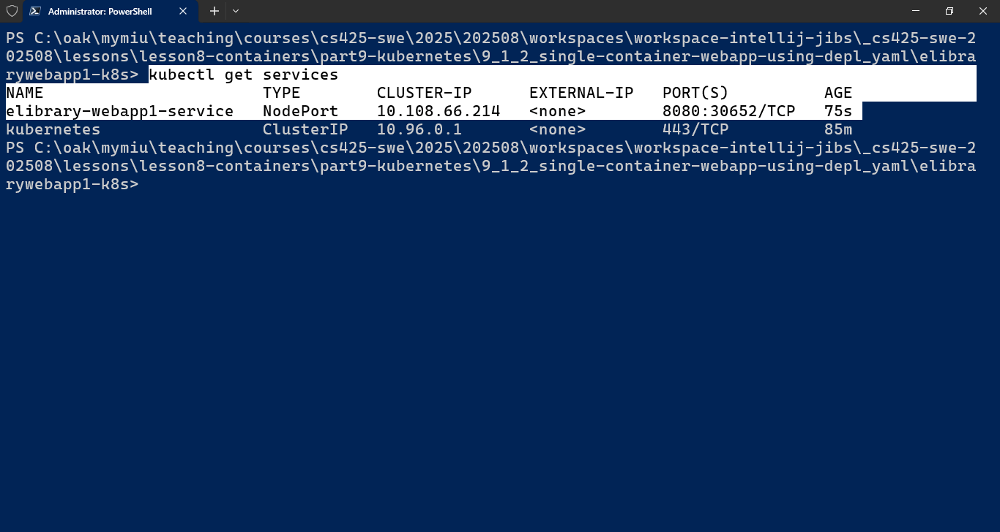 Administrator: PowerShell
PS C:\oak\mymiu\teaching\courses\cs425-swe\2025\202508\workspaces\workspace-intellij-jibs\_cs425-swe-2
02508\lessons\lesson8-containers\part9-kubernetes\9_1_2_single-container-webapp-using-depl_yaml\elibra
rywebapp1-k8s> kubectl get services
NAME TYPE CLUSTER-IP EXTERNAL-IP PORT(S) AGE
elibrary-webapp1-service NodePort 10.108.66.214 <none> 8080:30652/TCP 75s
kubernetes ClusterIP 10.96.0.1 <none> 443/TCP 85m
PS C:\oak\mymiu\teaching\courses\cs425-swe\2025\202508\workspaces\workspace-intellij-jibs\_cs425-swe-2
02508\lessons\lesson8-containers\part9-kubernetes\9_1_2_single-container-webapp-using-depl_yaml\elibra
rywebapp1-k8s>